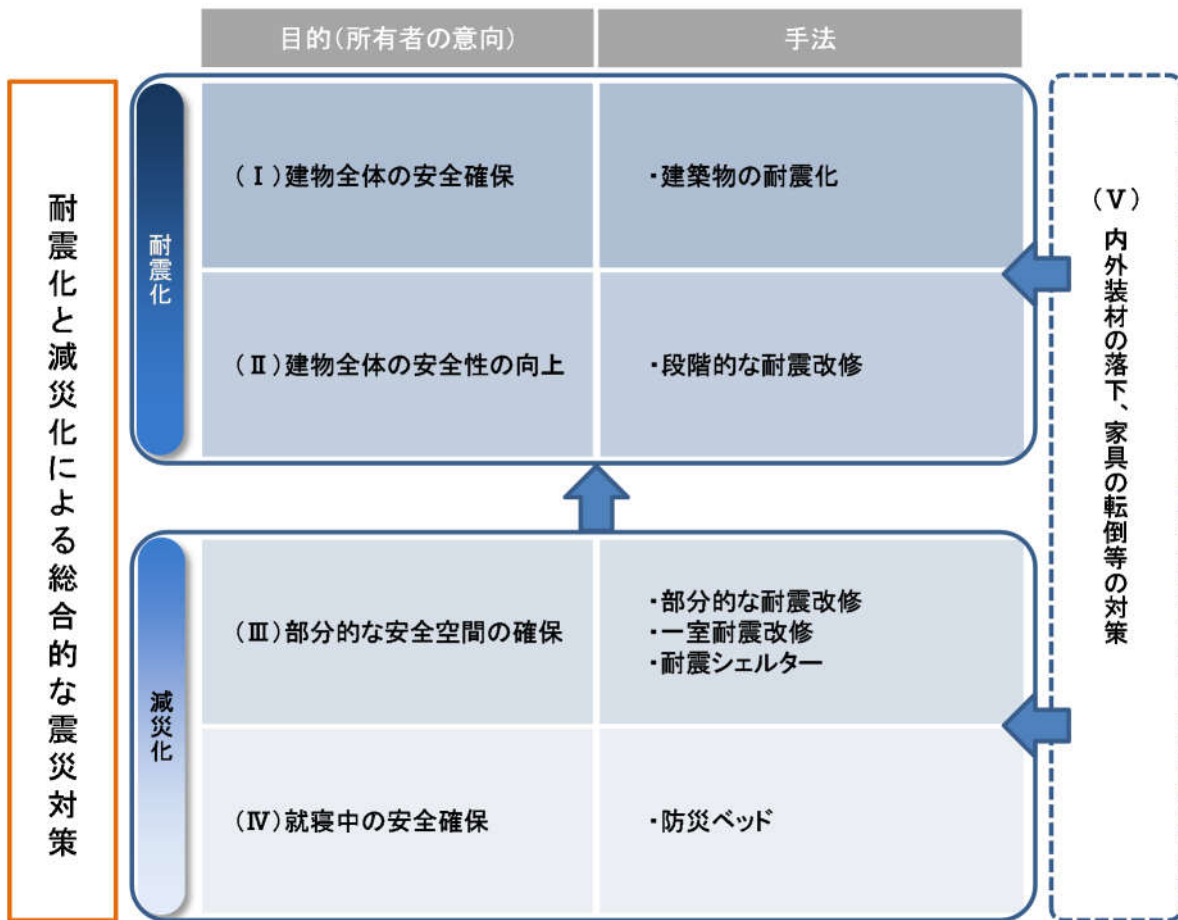 目的（所有者の意向）
手法
耐震化と減災化による総合的な震災対策
耐震化
（Ⅰ）建物全体の安全確保
・建築物の耐震化
（Ⅱ）建物全体の安全性の向上
・段階的な耐震改修
減災化
（Ⅲ）部分的な安全空間の確保
・部分的な耐震改修
・一室耐震改修
・耐震シェルター
（Ⅳ）就寝中の安全確保
・防災ベッド
（Ⅴ）内外装材の落下、家具の転倒等の対策